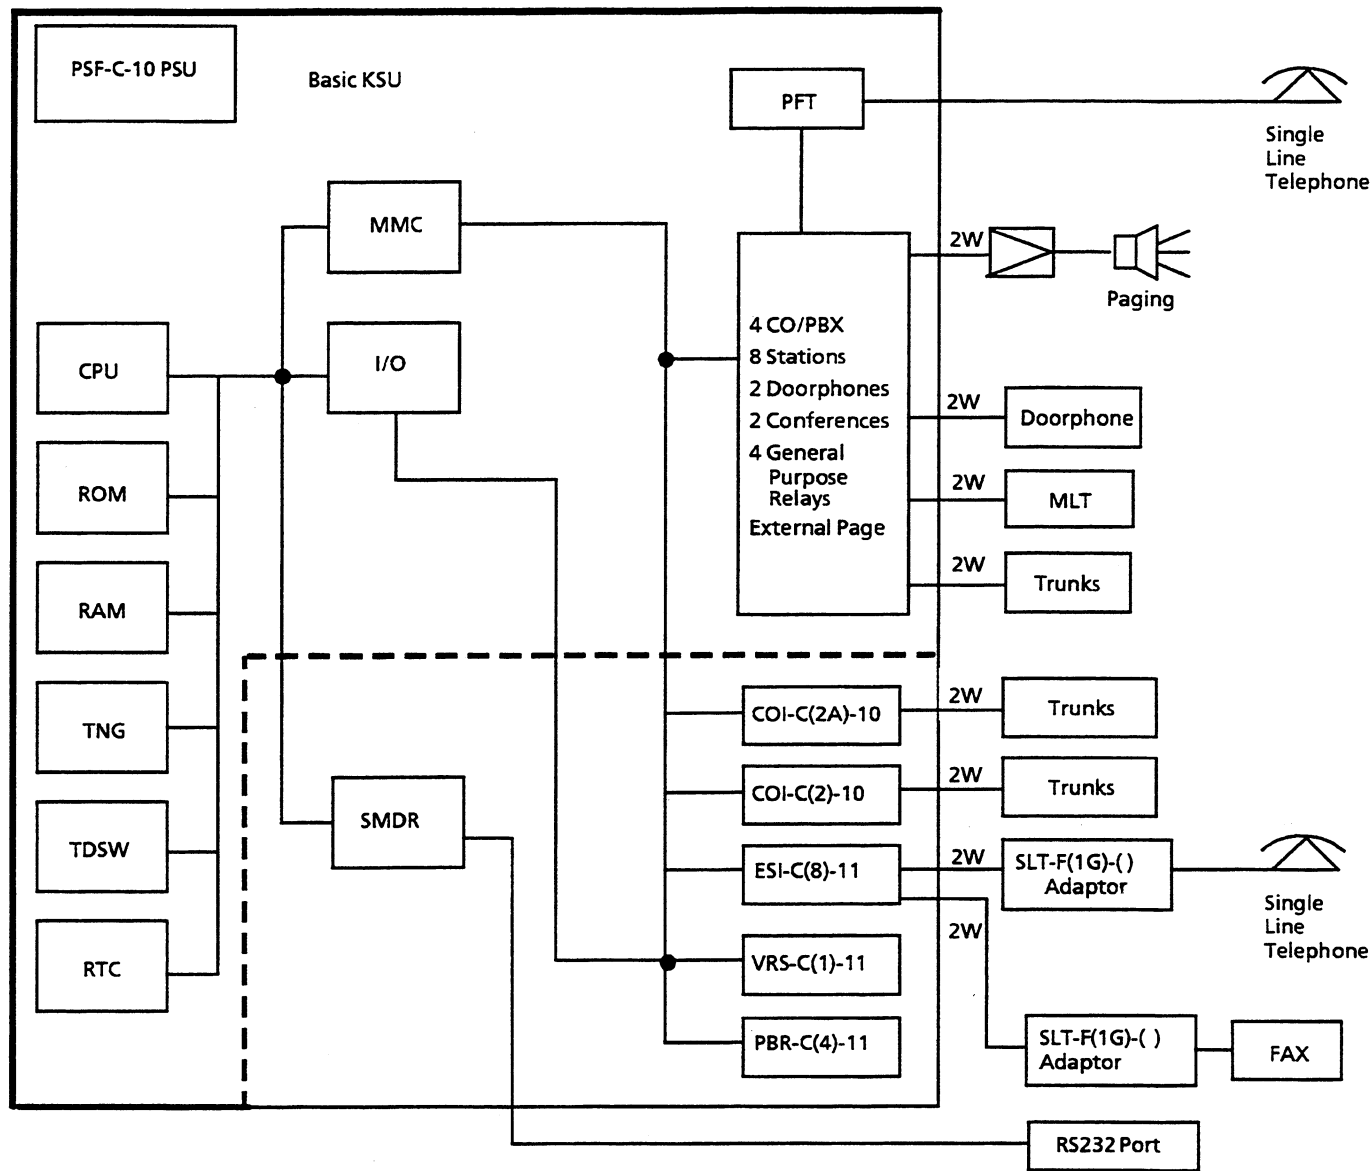 PSF-C-10 PSU
Basic KSU
PFT
Single
Line
Telephone
MMC
2W
Paging
4 CO/PBX
8 Stations
2 Doorphones
2 Conferences
4 General
Purpose
Relays
External Page
CPU
I/O
2W
Doorphone
ROM
2W
MLT
RAM
2W
Trunks
TNG
COI-C(2A)-10
2W
Trunks
COI-C(2)-10
2W
Trunks
TDSW
SMDR
ESI-C(8)-11
2W
SLT-F(1G)-( )
Adaptor
Single
Line
Telephone
2W
RTC
VRS-C(1)-11
PBR-C(4)-11
SLT-F(1G)-( )
Adaptor
FAX
RS232 Port